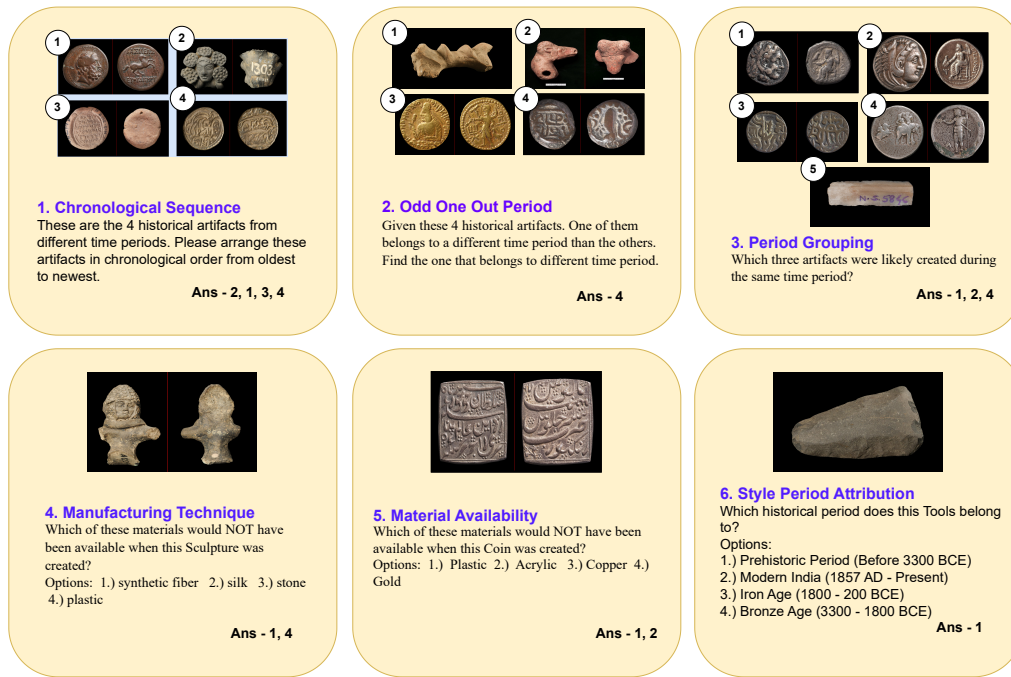 1
2
1303
3
4
1. Chronological Sequence
These are the 4 historical artifacts from
different time periods. Please arrange these
artifacts in chronological order from oldest
to newest.
Ans - 2, 1, 3, 4
1
2
3
4
2. Odd One Out Period
Given these 4 historical artifacts. One of them
belongs to a different time period than the others.
Find the one that belongs to different time period.
Ans - 4
1
2
3
4
5
3. Period Grouping
Which three artifacts were likely created during
the same time period?
Ans - 1, 2, 4
4. Manufacturing Technique
Which of these materials would NOT have
been available when this Sculpture was
created?
Options: 1.) synthetic fiber 2.) silk 3.) stone
4.) plastic
Ans - 1, 4
5. Material Availability
Which of these materials would NOT have been
available when this Coin was created?
Options: 1.) Plastic 2.) Acrylic 3.) Copper 4.)
Gold
Ans - 1, 2
6. Style Period Attribution
Which historical period does this Tools belong
to?
Options:
1.) Prehistoric Period (Before 3300 BCE)
2.) Modern India (1857 AD - Present)
3.) Iron Age (1800 - 200 BCE)
4.) Bronze Age (3300 - 1800 BCE)
Ans - 1